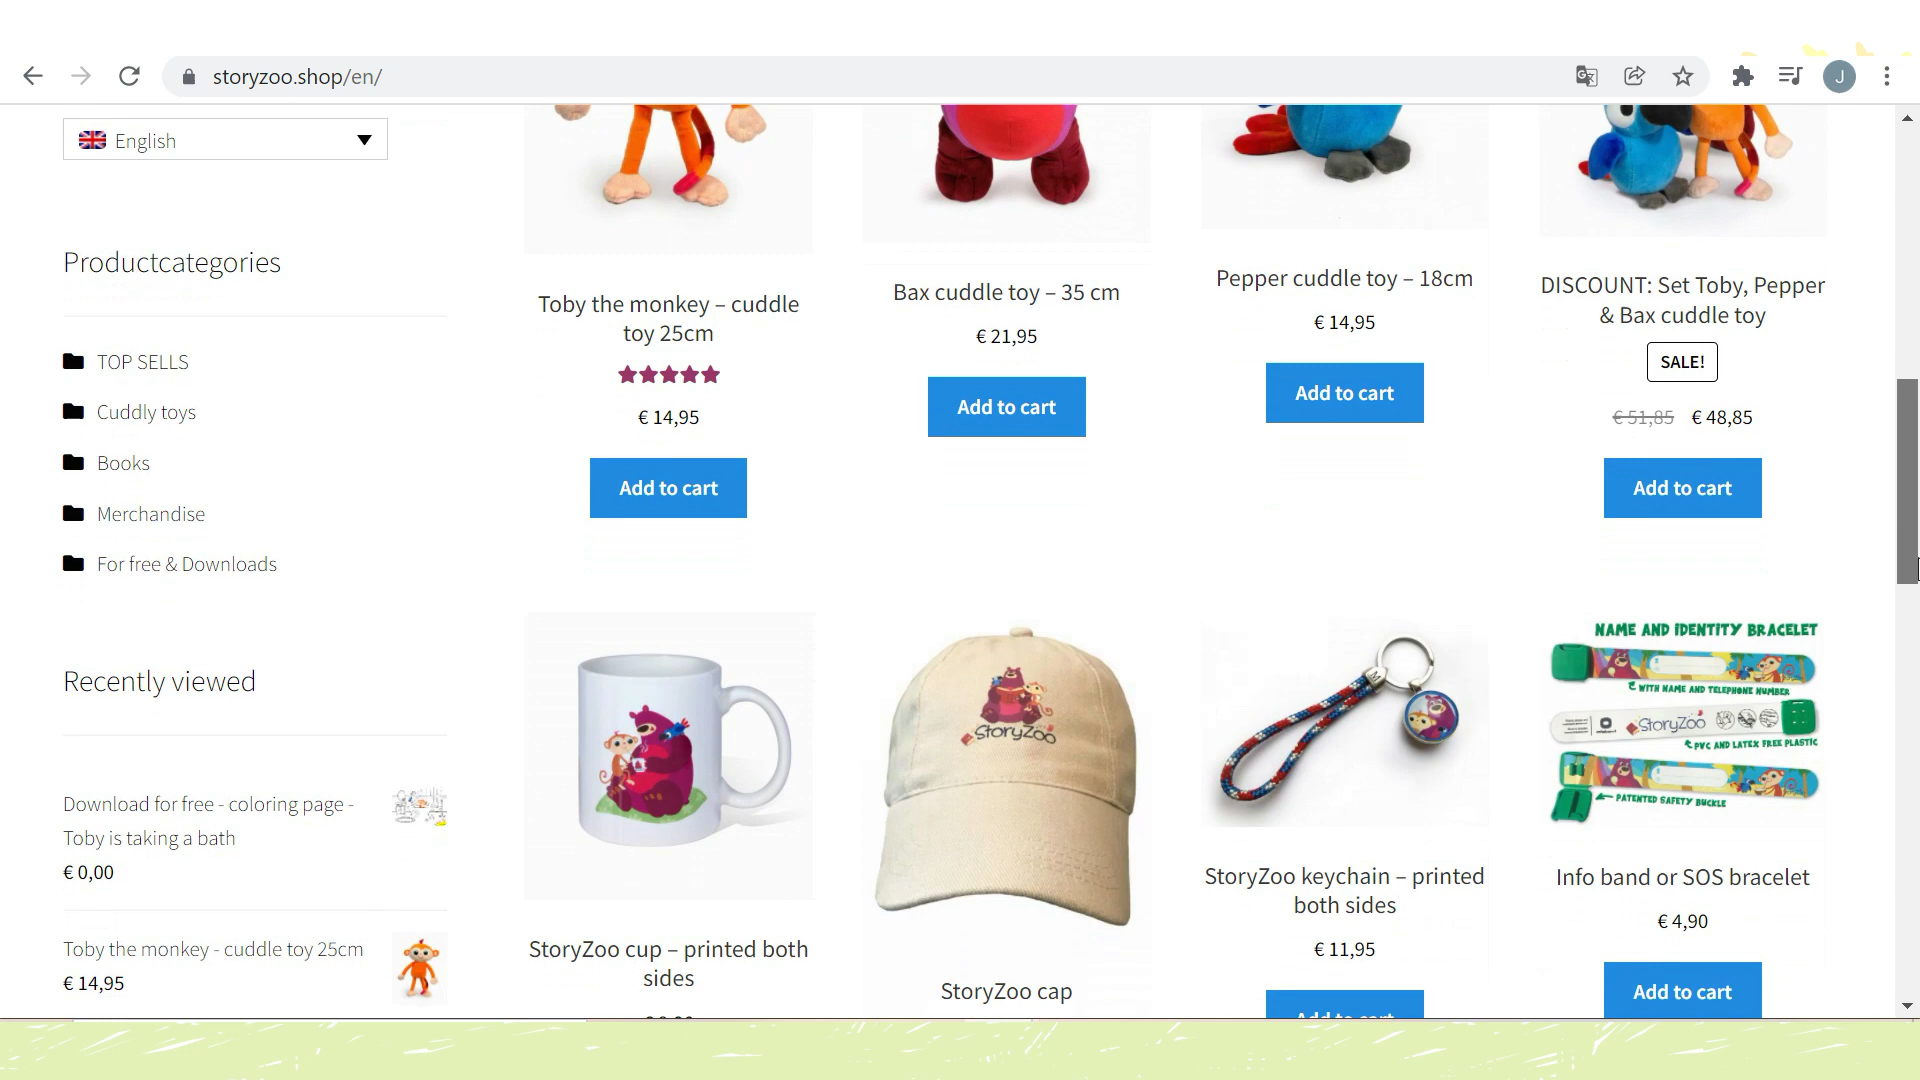 storyzoo.shop/en/
J
English
Productcategories
TOP SELLS
Cuddly toys
Books
Merchandise
For free & Downloads
Recently viewed
Download for free - coloring page -
Toby is taking a bath
€ 0,00
Toby the monkey - cuddle toy 25cm
€ 14,95
Toby the monkey – cuddle
toy 25cm
€ 14,95
Add to cart
Bax cuddle toy – 35 cm
€ 21,95
Add to cart
Pepper cuddle toy – 18cm
€ 14,95
Add to cart
DISCOUNT: Set Toby, Pepper
& Bax cuddle toy
SALE!
€ 51,85 € 48,85
Add to cart
StoryZoo cup – printed both
sides
StoryZoo
StoryZoo cap
StoryZoo keychain – printed
both sides
€ 11,95
Add to cart
NAME AND IDENTITY BRACELET
WITH NAME AND TELEPHONE NUMBER
StoryZoo
PVC AND LATEX FREE PLASTIC
PATENTED SAFETY BUCKLE
Info band or SOS bracelet
€ 4,90
Add to cart